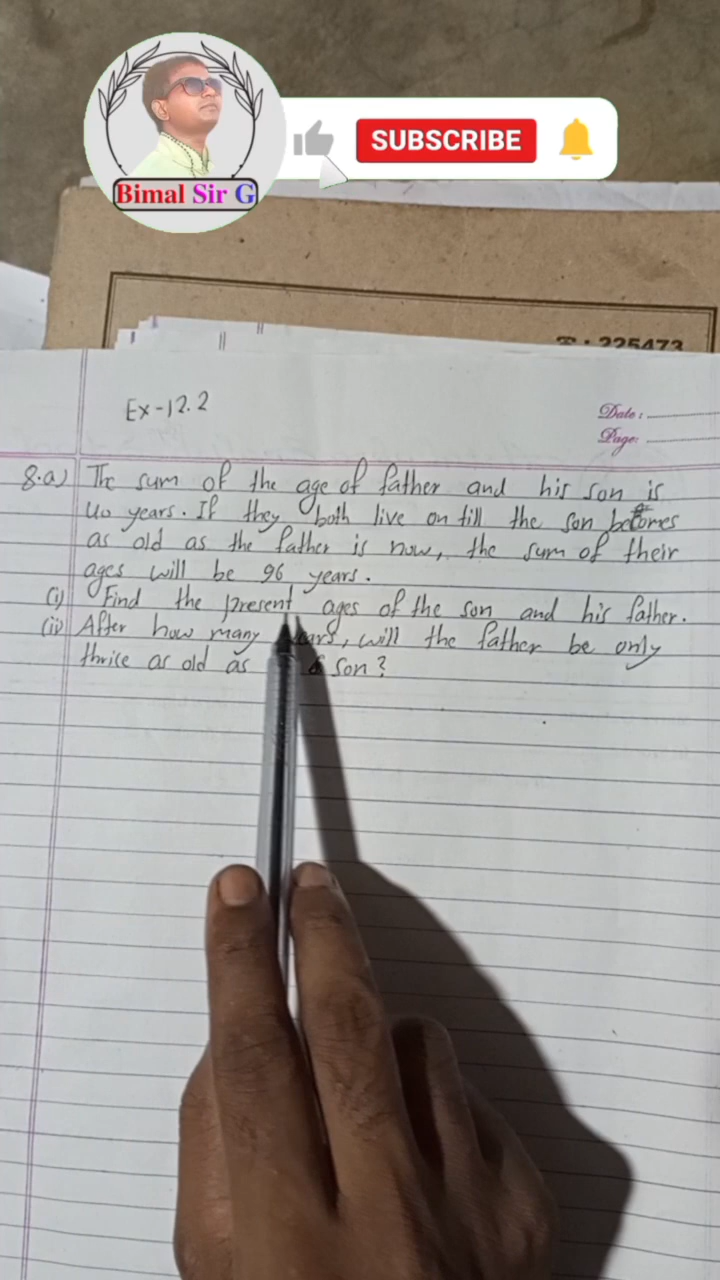 Bimal Sir G
SUBSCRIBE
☎ : 225473
Ex-12.2
Date:
Page:
8.a) The sum of the age of father and his son is
40 years. If they both live on till the son becomes
as old as the father is now, the sum of their
ages will be 96 years.
(i) Find the present ages of the son and his father.
(ii) After how many years, will the father be only
thrice as old as son?